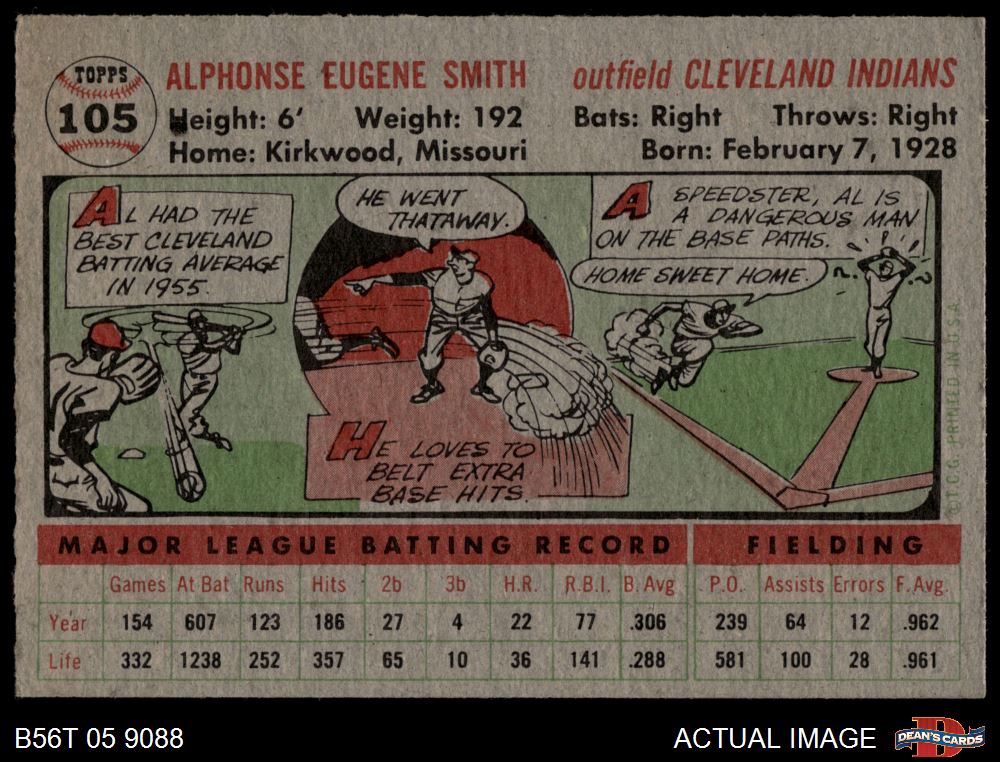 TOPPS
105
ALPHONSE EUGENE SMITH
outfield CLEVELAND INDIANS
Height: 6' Weight: 192
Bats: Right Throws: Right
Home: Kirkwood, Missouri
Born: February 7, 1928
AL HAD THE
BEST CLEVELAND
BATTING AVERAGE
IN 1955.
HE WENT
THATAWAY.
HE LOVES TO
BELT EXTRA
BASE HITS.
A SPEEDSTER, AL IS
A DANGEROUS MAN
ON THE BASE PATHS.
HOME SWEET HOME.
? ?
©T.C.G. PRINTED IN U.S.A.
MAJOR LEAGUE BATTING RECORD FIELDING
Games At Bat Runs Hits 2b 3b H.R. R.B.I. B. Avg P.O. Assists Errors F. Avg.
Year 154 607 123 186 27 4 22 77 .306 239 64 12 .962
Life 332 1238 252 357 65 10 36 141 .288 581 100 28 .961
B56T 05 9088
ACTUAL IMAGE
DEAN'S CARDS